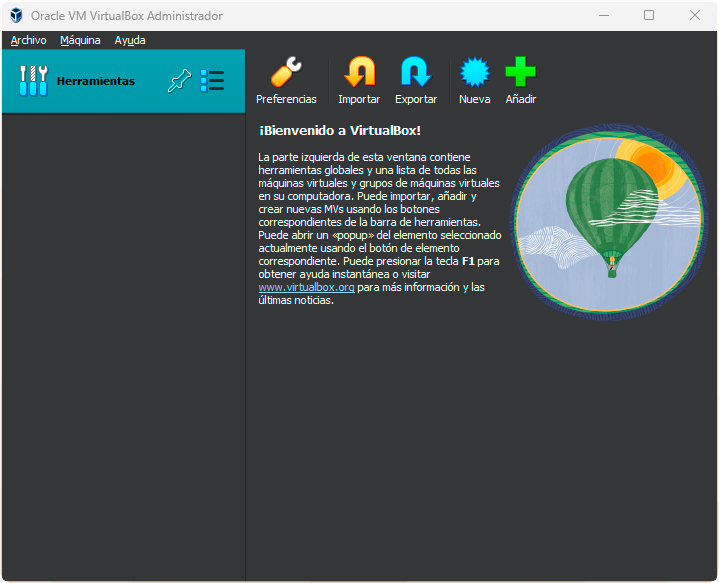 Oracle VM VirtualBox Administrador
Archivo Máquina Ayuda
Herramientas
Preferencias Importar Exportar Nueva Añadir
¡Bienvenido a VirtualBox!
La parte izquierda de esta ventana contiene
herramientas globales y una lista de todas las
máquinas virtuales y grupos de máquinas virtuales
en su computadora. Puede importar, añadir y
crear nuevas MVs usando los botones
correspondientes de la barra de herramientas.
Puede abrir un «popup» del elemento seleccionado
actualmente usando el botón de elemento
correspondiente. Puede presionar la tecla F1 para
obtener ayuda instantánea o visitar
www.virtualbox.org para más información y las
últimas noticias.